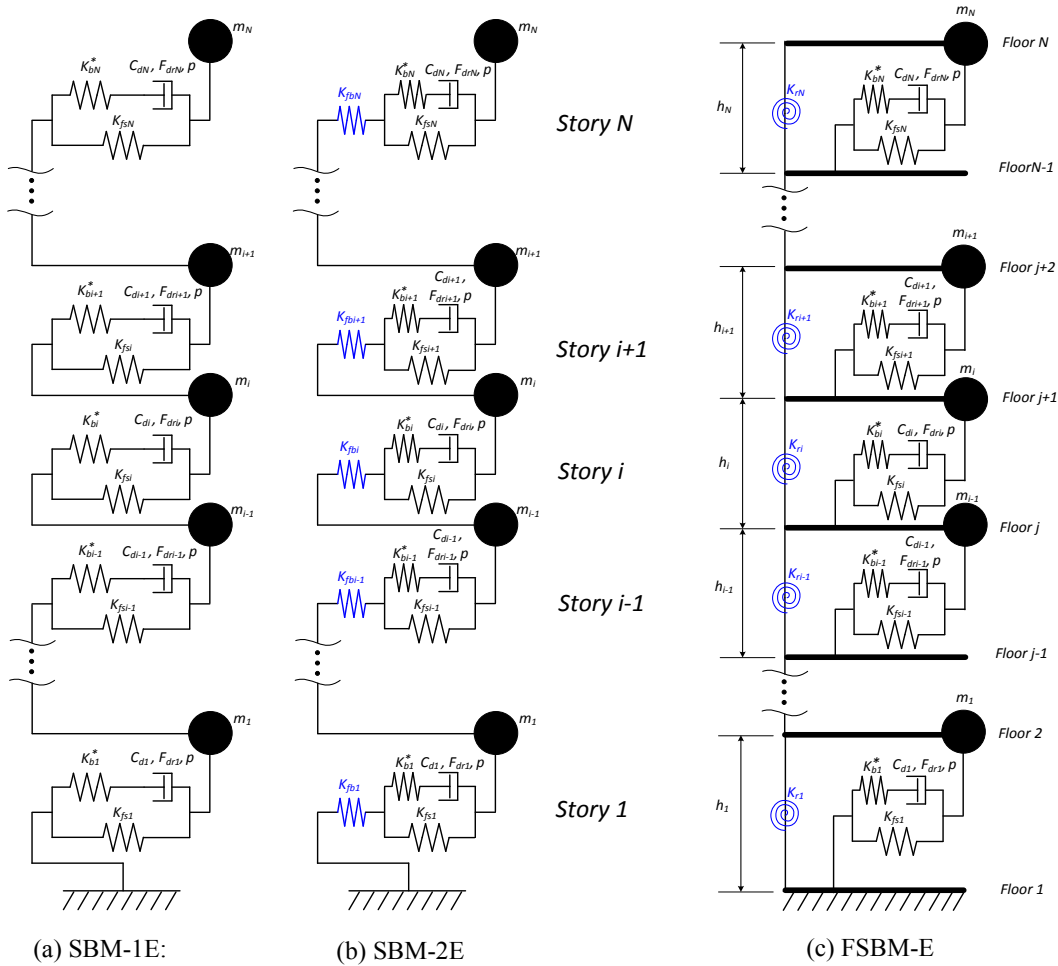 m_N
K*_bN
C_dN, F_drN, p
K_fsN
m_i+1
K*_bi+1
C_di+1, F_dri+1, p
K_fsi
m_i
K*_bi
C_di, F_dri, p
K_fsi
m_i-1
K*_bi-1
C_di-1, F_dri-1, p
K_fsi-1
m_1
K*_b1
C_d1, F_dr1, p
K_fs1
(a) SBM-1E:
m_N
K_fbN
K*_bN
C_dN, F_drN, p
K_fsN
m_i+1
K_fbi+1
K*_bi+1
C_di+1,
F_dri+1, p
K_fsi+1
m_i
K_fbi
K*_bi
C_di, F_dri, p
K_fsi
m_i-1
K_fbi-1
K*_bi-1
C_di-1,
F_dri-1, p
K_fsi-1
m_1
K_fb1
K*_b1
C_d1, F_dr1, p
K_fs1
(b) SBM-2E
Story N
Story i+1
Story i
Story i-1
Story 1
m_N
Floor N
h_N
K_rN
K*_bN
C_dN, F_drN, p
K_fsN
FloorN-1
m_i+1
Floor j+2
h_i+1
K_ri+1
K*_bi+1
C_di+1,
F_dri+1, p
K_fsi+1
m_i
Floor j+1
h_i
K_ri
K*_bi
C_di, F_dri, p
K_fsi
m_i-1
Floor j
h_i-1
K_ri-1
K*_bi-1
C_di-1,
F_dri-1, p
K_fsi-1
Floor j-1
m_1
Floor 2
h_1
K_r1
K*_b1
C_d1, F_dr1, p
K_fs1
Floor 1
(c) FSBM-E